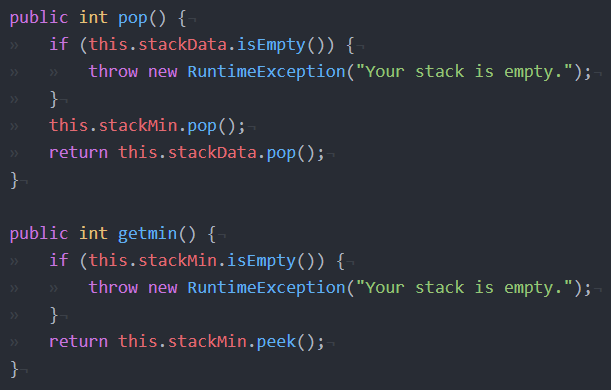 public int pop() {¬
»   if (this.stackData.isEmpty()) {¬
»   »   throw new RuntimeException("Your stack is empty.");¬
»   }¬
»   this.stackMin.pop();¬
»   return this.stackData.pop();¬
}¬

public int getmin() {¬
»   if (this.stackMin.isEmpty()) {¬
»   »   throw new RuntimeException("Your stack is empty.");¬
»   }¬
»   return this.stackMin.peek();¬
}¬